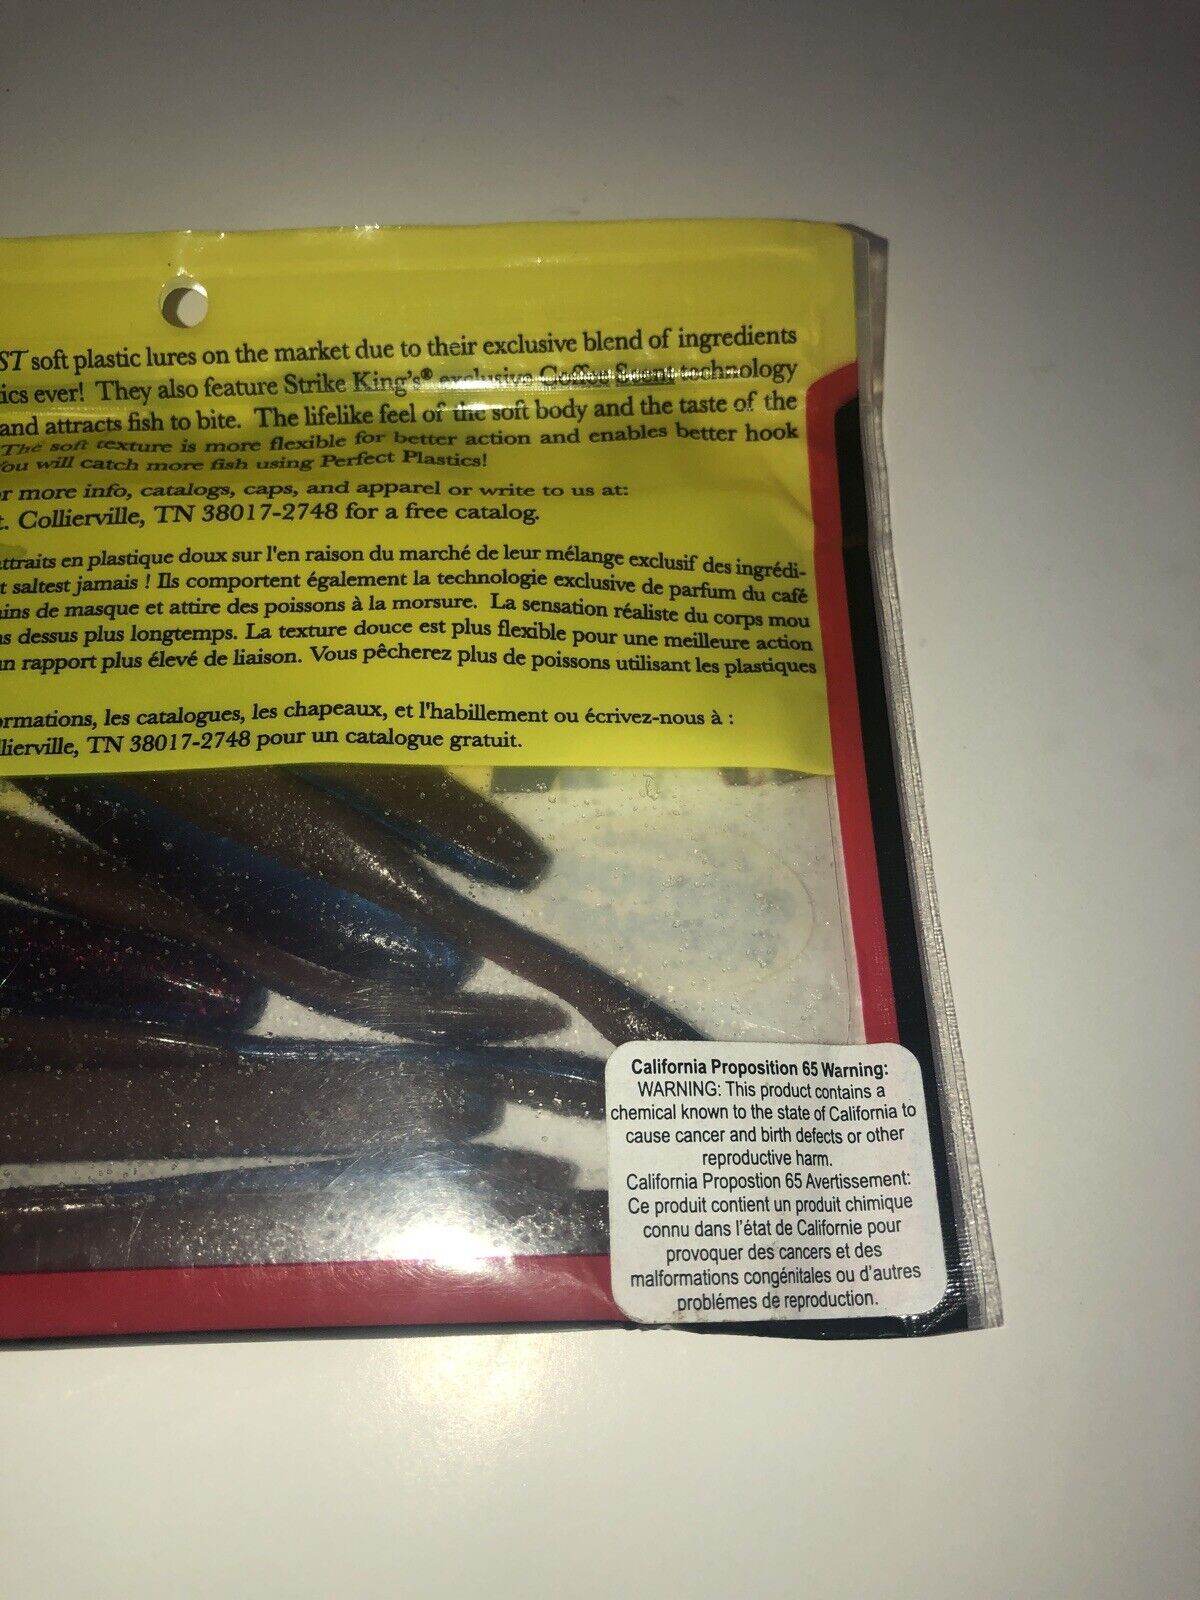 ST soft plastic lures on the market due to their exclusive blend of ingredients
ics ever! They also feature Strike King's® exclusive Coffee Scent technology
and attracts fish to bite. The lifelike feel of the soft body and the taste of the
The soft texture is more flexible for better action and enables better hook
You will catch more fish using Perfect Plastics!
r more info, catalogs, caps, and apparel or write to us at:
t. Collierville, TN 38017-2748 for a free catalog.
ttraits en plastique doux sur l'en raison du marché de leur mélange exclusif des ingrédi-
t saltest jamais ! Ils comportent également la technologie exclusive de parfum du café
ins de masque et attire des poissons à la morsure. La sensation réaliste du corps mou
s dessus plus longtemps. La texture douce est plus flexible pour une meilleure action
n rapport plus élevé de liaison. Vous pêcherez plus de poissons utilisant les plastiques
ormations, les catalogues, les chapeaux, et l'habillement ou écrivez-nous à :
llierville, TN 38017-2748 pour un catalogue gratuit.
California Proposition 65 Warning:
WARNING: This product contains a
chemical known to the state of California to
cause cancer and birth defects or other
reproductive harm.
California Propostion 65 Avertissement:
Ce produit contient un produit chimique
connu dans l'état de Californie pour
provoquer des cancers et des
malformations congénitales ou d'autres
problémes de reproduction.